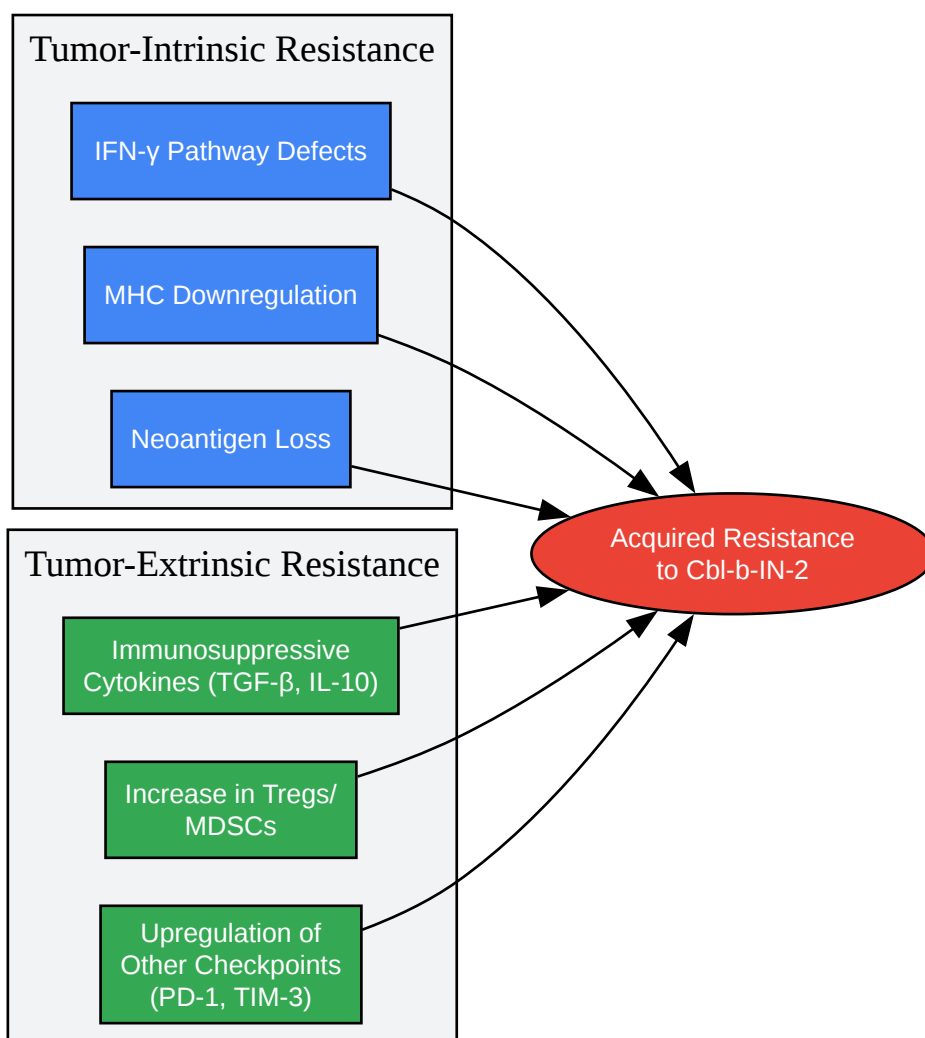 Tumor-Intrinsic Resistance
IFN-γ Pathway Defects
MHC Downregulation
Neoantigen Loss
Tumor-Extrinsic Resistance
Immunosuppressive
Cytokines (TGF-β, IL-10)
Increase in Tregs/
MDSCs
Upregulation of
Other Checkpoints
(PD-1, TIM-3)
Acquired Resistance
to Cbl-b-IN-2